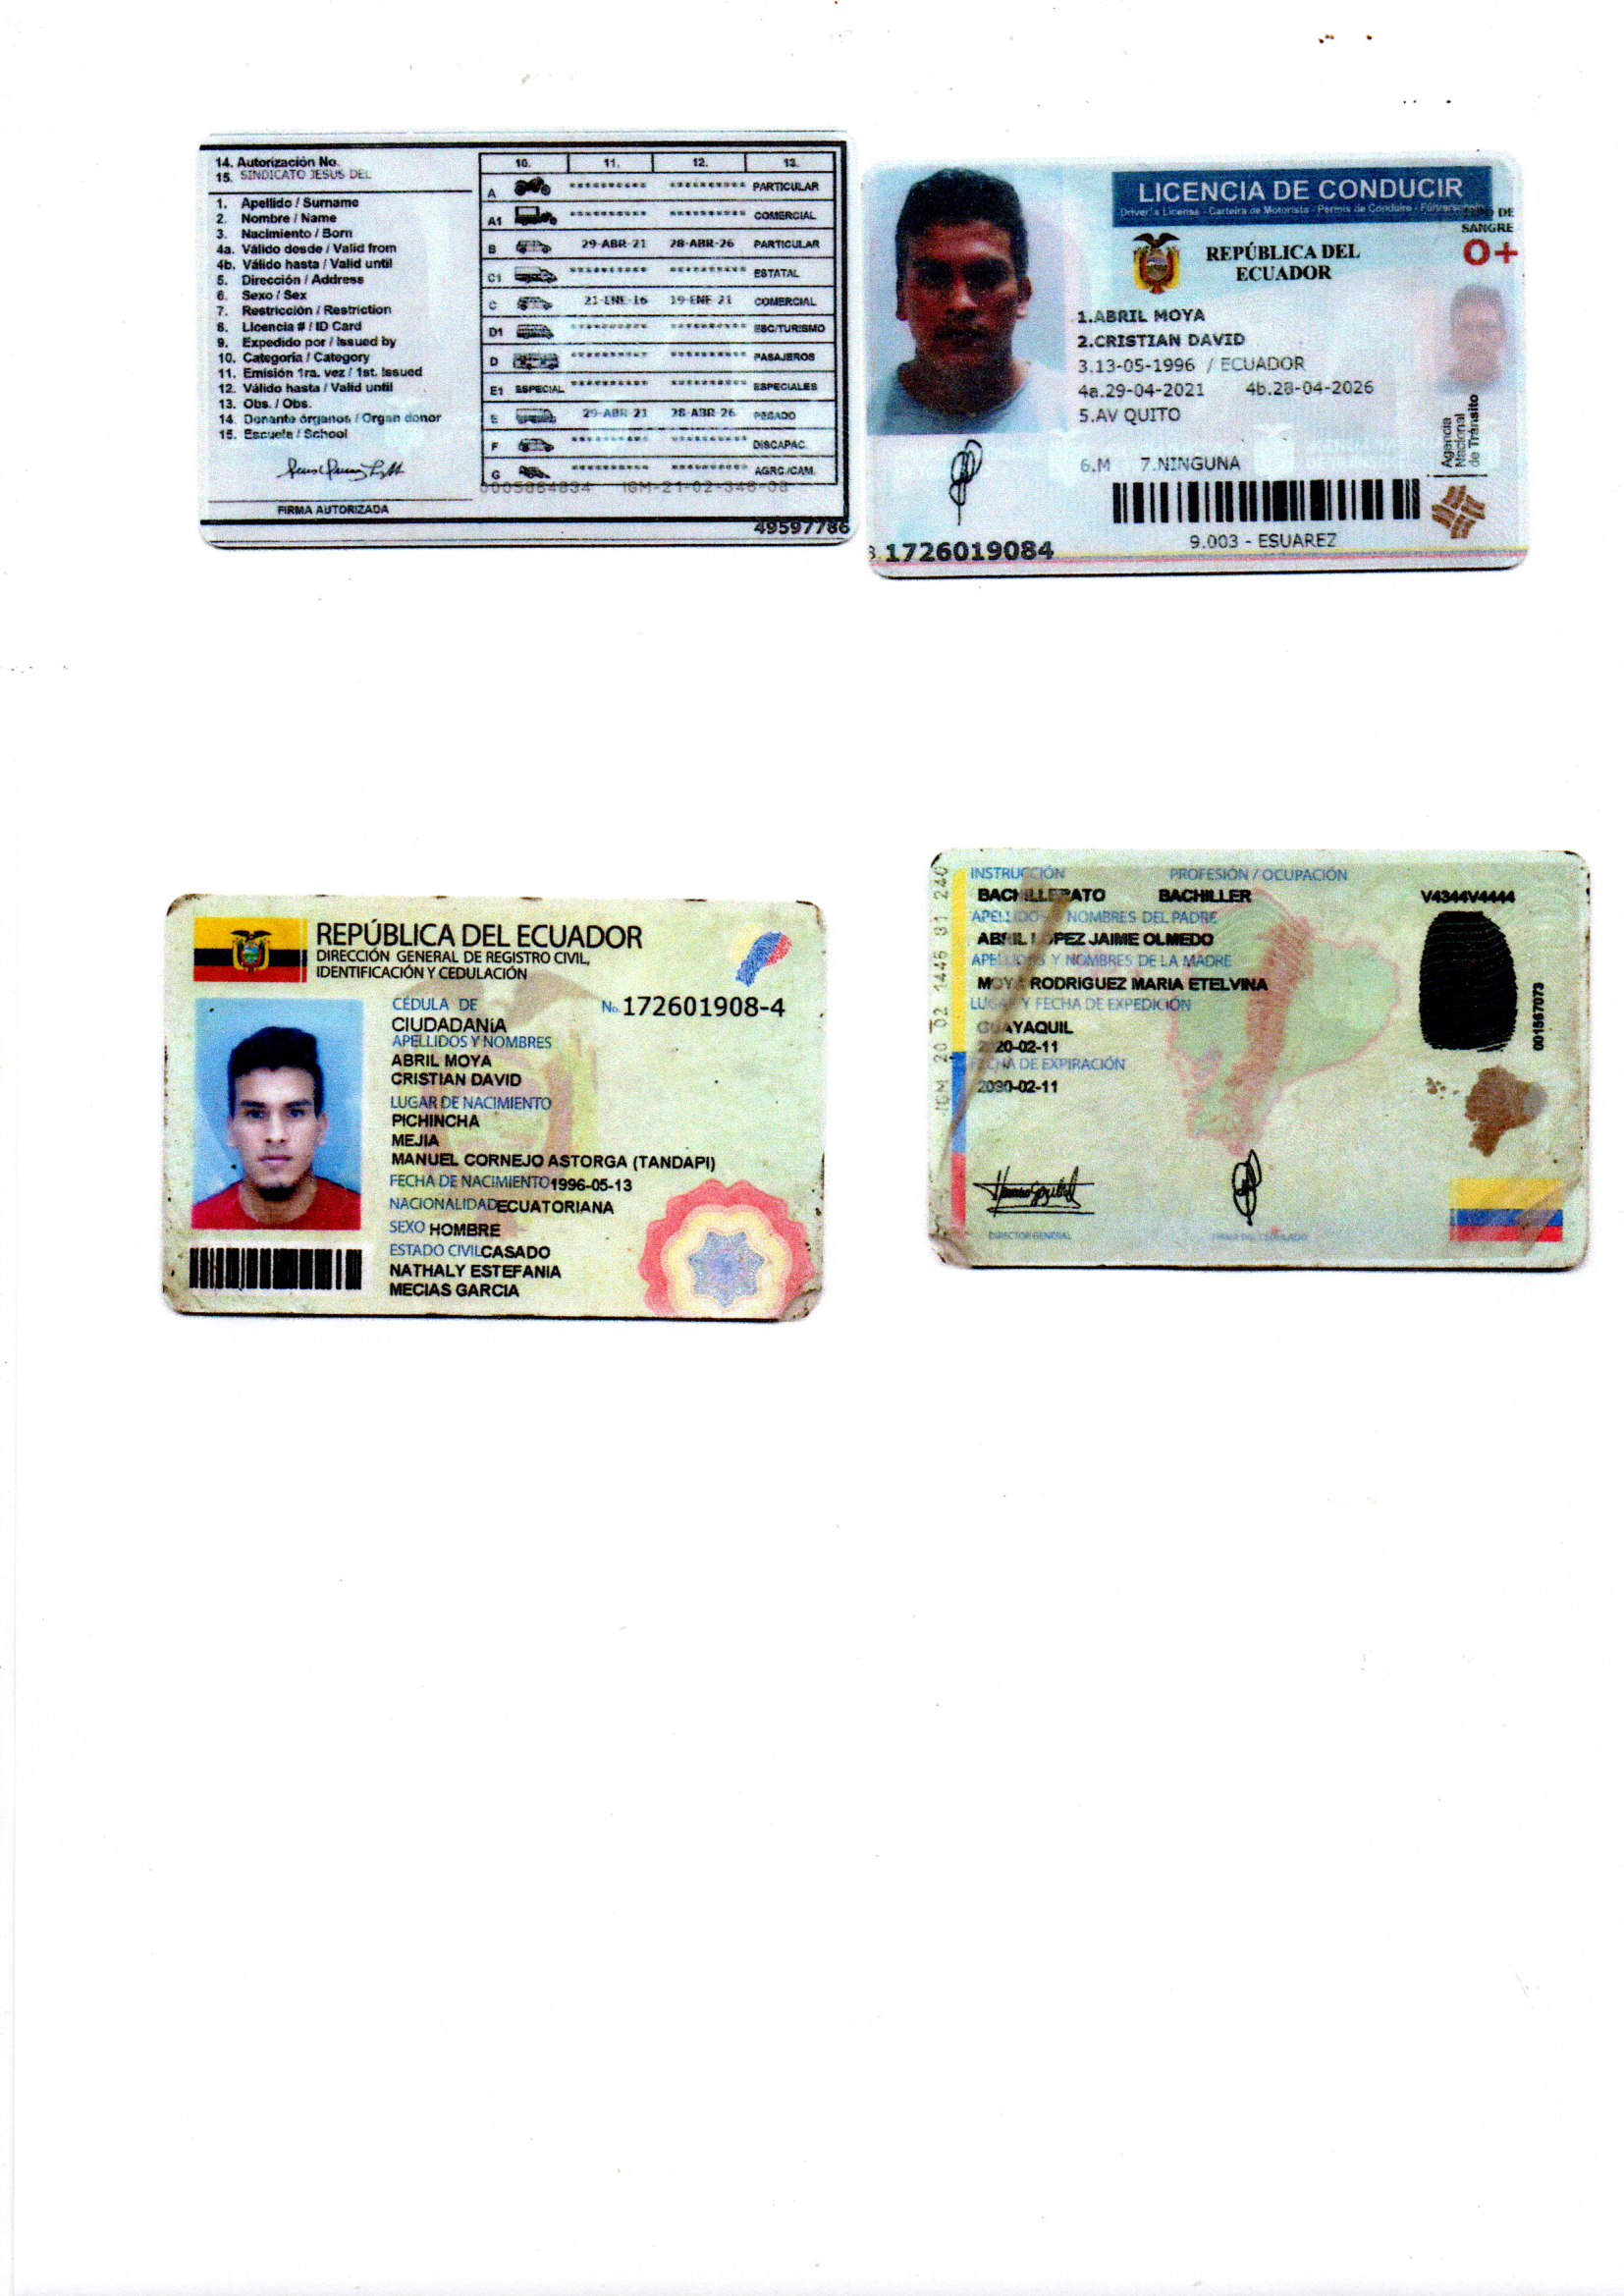 14. Autorización No.
15. SINDICATO JESUS DEL
1. Apellido / Surname
2. Nombre / Name
3. Nacimiento / Born
4a. Válido desde / Valid from
4b. Válido hasta / Valid until
5. Dirección / Address
6. Sexo / Sex
7. Restricción / Restriction
8. Licencia # / ID Card
9. Expedido por / Issued by
10. Categoría / Category
11. Emisión 1ra. vez / 1st. Issued
12. Válido hasta / Valid until
13. Obs. / Obs.
14. Donante órganos / Organ donor
15. Escuela / School
FIRMA AUTORIZADA
10. 11. 12. 13.
A ********** ********** PARTICULAR
A1 ********** ********** COMERCIAL
B 29-ABR-21 28-ABR-26 PARTICULAR
C1 ********** ********** ESTATAL
C 21-ENE-16 19-ENE-21 COMERCIAL
D1 ********** ********** ESC/TURISMO
D ********** ********** PASAJEROS
E1 ESPECIAL ********** ********** ESPECIALES
E 29-ABR-21 28-ABR-26 PESADO
F ********** ********** DISCAPAC.
G ********** ********** AGRC./CAM.
0005864834 IGM-21-02-346-08
49597786
LICENCIA DE CONDUCIR
Driver's License - Carteira de Motorista - Permis de Conduire - Führerschein
TIPO DE
SANGRE
O+
REPÚBLICA DEL
ECUADOR
1.ABRIL MOYA
2.CRISTIAN DAVID
3.13-05-1996 / ECUADOR
4a.29-04-2021 4b.28-04-2026
5.AV QUITO
6.M 7.NINGUNA
Agencia
Nacional
de Tránsito
9.003 - ESUAREZ
8.1726019084
REPÚBLICA DEL ECUADOR
DIRECCIÓN GENERAL DE REGISTRO CIVIL,
IDENTIFICACIÓN Y CEDULACIÓN
CÉDULA DE No. 172601908-4
CIUDADANíA
APELLIDOS Y NOMBRES
ABRIL MOYA
CRISTIAN DAVID
LUGAR DE NACIMIENTO
PICHINCHA
MEJIA
MANUEL CORNEJO ASTORGA (TANDAPI)
FECHA DE NACIMIENTO 1996-05-13
NACIONALIDAD ECUATORIANA
SEXO HOMBRE
ESTADO CIVIL CASADO
NATHALY ESTEFANIA
MECIAS GARCIA
INSTRUCCIÓN PROFESIÓN / OCUPACIÓN
BACHILLERATO BACHILLER V4344V4444
APELLIDOS Y NOMBRES DEL PADRE
ABRIL LOPEZ JAIME OLMEDO
APELLIDOS Y NOMBRES DE LA MADRE
MOYA RODRIGUEZ MARIA ETELVINA
LUGAR Y FECHA DE EXPEDICIÓN
GUAYAQUIL
2020-02-11
FECHA DE EXPIRACIÓN
2030-02-11
001567073
IGM 20 02 1446 81 240
DIRECTOR GENERAL
FIRMA DEL CEDULADO